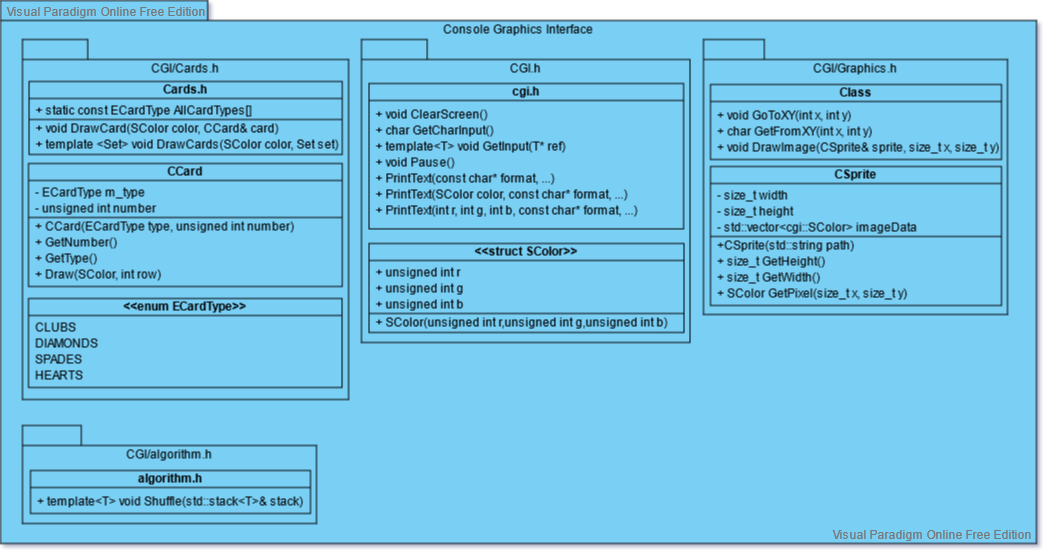 Visual Paradigm Online Free Edition
Console Graphics Interface
CGI/Cards.h
Cards.h
+ static const ECardType AllCardTypes[]
+ void DrawCard(SColor color, CCard& card)
+ template <Set> void DrawCards(SColor color, Set set)
CCard
- ECardType m_type
- unsigned int number
+ CCard(ECardType type, unsigned int number)
+ GetNumber()
+ GetType()
+ Draw(SColor, int row)
<<enum ECardType>>
CLUBS
DIAMONDS
SPADES
HEARTS
CGI.h
cgi.h
+ void ClearScreen()
+ char GetCharInput()
+ template<T> void GetInput(T* ref)
+ void Pause()
+ PrintText(const char* format, ...)
+ PrintText(SColor color, const char* format, ...)
+ PrintText(int r, int g, int b, const char* format, ...)
<<struct SColor>>
+ unsigned int r
+ unsigned int g
+ unsigned int b
+ SColor(unsigned int r,unsigned int g,unsigned int b)
CGI/Graphics.h
Class
+ void GoToXY(int x, int y)
+ char GetFromXY(int x, int y)
+ void DrawImage(CSprite& sprite, size_t x, size_t y)
CSprite
- size_t width
- size_t height
- std::vector<cgi::SColor> imageData
+CSprite(std::string path)
+ size_t GetHeight()
+ size_t GetWidth()
+ SColor GetPixel(size_t x, size_t y)
CGI/algorithm.h
algorithm.h
+ template<T> void Shuffle(std::stack<T>& stack)
Visual Paradigm Online Free Edition